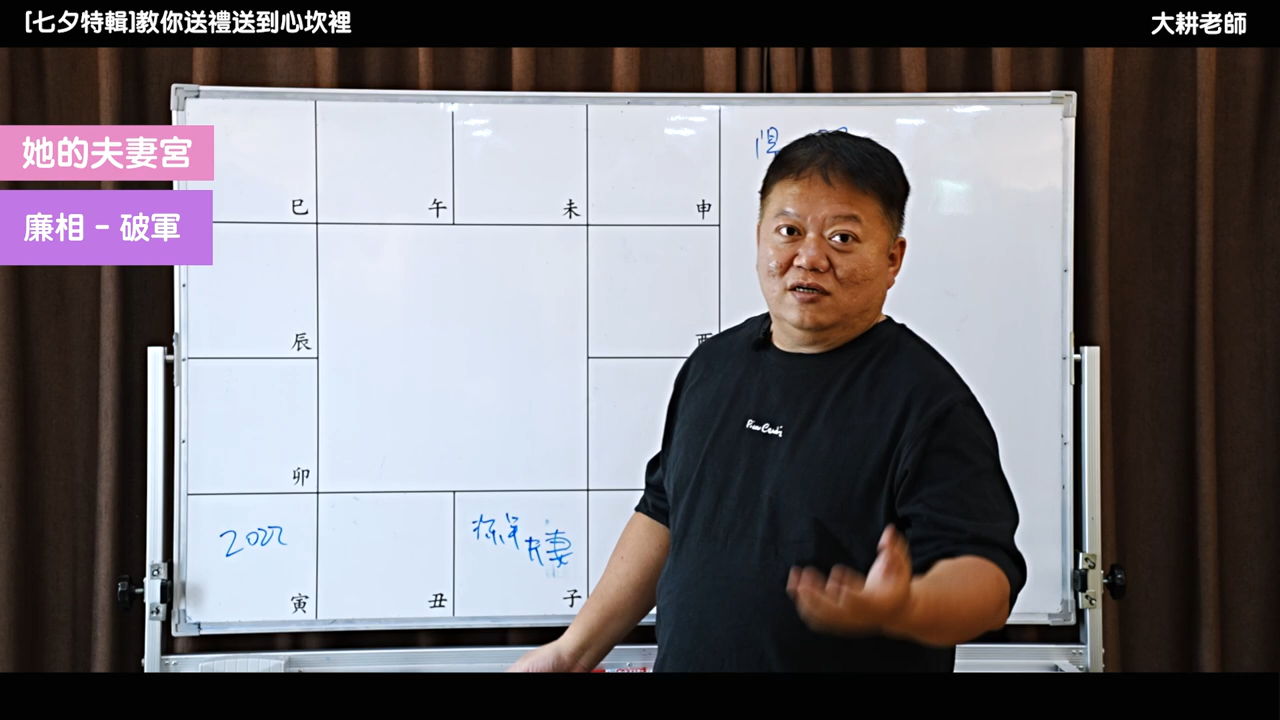 [七夕特輯]教你送禮送到心坎裡
大耕老師
她的夫妻宮
廉相 - 破軍
巳
午
未
申
辰
酉
卯
2022
夫妻
寅
丑
子